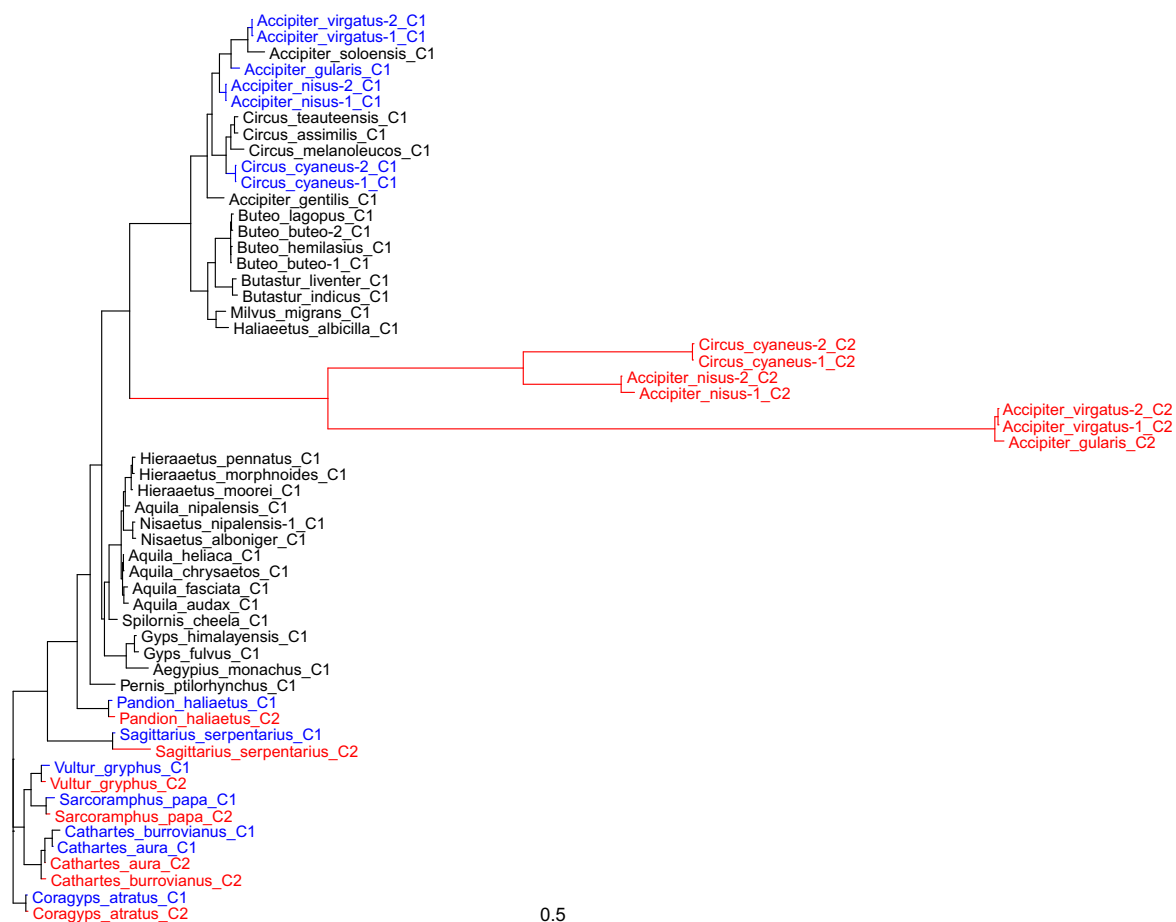 Accipiter_virgatus-2_C1
Accipiter_virgatus-1_C1
Accipiter_soloensis_C1
Accipiter_gularis_C1
Accipiter_nisus-2_C1
Accipiter_nisus-1_C1
Circus_teauteensis_C1
Circus_assimilis_C1
Circus_melanoleucos_C1
Circus_cyaneus-2_C1
Circus_cyaneus-1_C1
Accipiter_gentilis_C1
Buteo_lagopus_C1
Buteo_buteo-2_C1
Buteo_hemilasius_C1
Buteo_buteo-1_C1
Butastur_liventer_C1
Butastur_indicus_C1
Milvus_migrans_C1
Haliaeetus_albicilla_C1
Circus_cyaneus-2_C2
Circus_cyaneus-1_C2
Accipiter_nisus-2_C2
Accipiter_nisus-1_C2
Accipiter_virgatus-2_C2
Accipiter_virgatus-1_C2
Accipiter_gularis_C2
Hieraaetus_pennatus_C1
Hieraaetus_morphnoides_C1
Hieraaetus_moorei_C1
Aquila_nipalensis_C1
Nisaetus_nipalensis-1_C1
Nisaetus_alboniger_C1
Aquila_heliaca_C1
Aquila_chrysaetos_C1
Aquila_fasciata_C1
Aquila_audax_C1
Spilornis_cheela_C1
Gyps_himalayensis_C1
Gyps_fulvus_C1
Aegypius_monachus_C1
Pernis_ptilorhynchus_C1
Pandion_haliaetus_C1
Pandion_haliaetus_C2
Sagittarius_serpentarius_C1
Sagittarius_serpentarius_C2
Vultur_gryphus_C1
Vultur_gryphus_C2
Sarcoramphus_papa_C1
Sarcoramphus_papa_C2
Cathartes_burrovianus_C1
Cathartes_aura_C1
Cathartes_aura_C2
Cathartes_burrovianus_C2
Coragyps_atratus_C1
Coragyps_atratus_C2
0.5